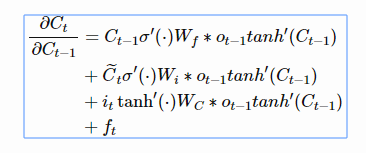 ∂C_t/∂C_{t−1} = C_{t−1}σ′(·)W_f ∗ o_{t−1}tanh′(C_{t−1})
+ C̃_tσ′(·)W_i ∗ o_{t−1}tanh′(C_{t−1})
+ i_t tanh′(·)W_C ∗ o_{t−1}tanh′(C_{t−1})
+ f_t